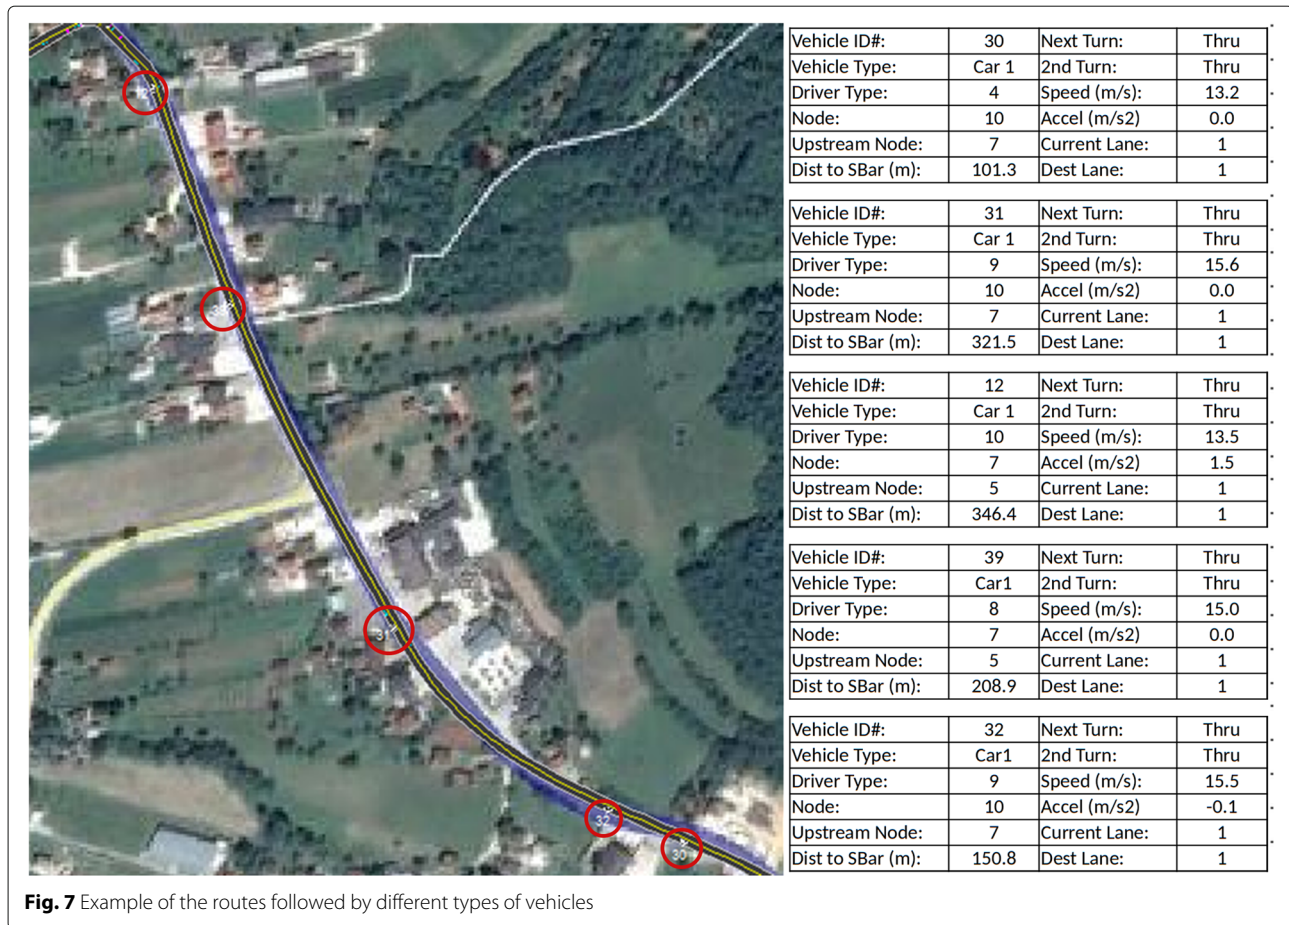 Vehicle ID#: 30 Next Turn: Thru
Vehicle Type: Car 1 2nd Turn: Thru
Driver Type: 4 Speed (m/s): 13.2
Node: 10 Accel (m/s2) 0.0
Upstream Node: 7 Current Lane: 1
Dist to SBar (m): 101.3 Dest Lane: 1
Vehicle ID#: 31 Next Turn: Thru
Vehicle Type: Car 1 2nd Turn: Thru
Driver Type: 9 Speed (m/s): 15.6
Node: 10 Accel (m/s2) 0.0
Upstream Node: 7 Current Lane: 1
Dist to SBar (m): 321.5 Dest Lane: 1
Vehicle ID#: 12 Next Turn: Thru
Vehicle Type: Car 1 2nd Turn: Thru
Driver Type: 10 Speed (m/s): 13.5
Node: 7 Accel (m/s2) 1.5
Upstream Node: 5 Current Lane: 1
Dist to SBar (m): 346.4 Dest Lane: 1
Vehicle ID#: 39 Next Turn: Thru
Vehicle Type: Car1 2nd Turn: Thru
Driver Type: 8 Speed (m/s): 15.0
Node: 7 Accel (m/s2) 0.0
Upstream Node: 5 Current Lane: 1
Dist to SBar (m): 208.9 Dest Lane: 1
Vehicle ID#: 32 Next Turn: Thru
Vehicle Type: Car1 2nd Turn: Thru
Driver Type: 9 Speed (m/s): 15.5
Node: 10 Accel (m/s2) -0.1
Upstream Node: 7 Current Lane: 1
Dist to SBar (m): 150.8 Dest Lane: 1
32
30
Fig. 7 Example of the routes followed by different types of vehicles